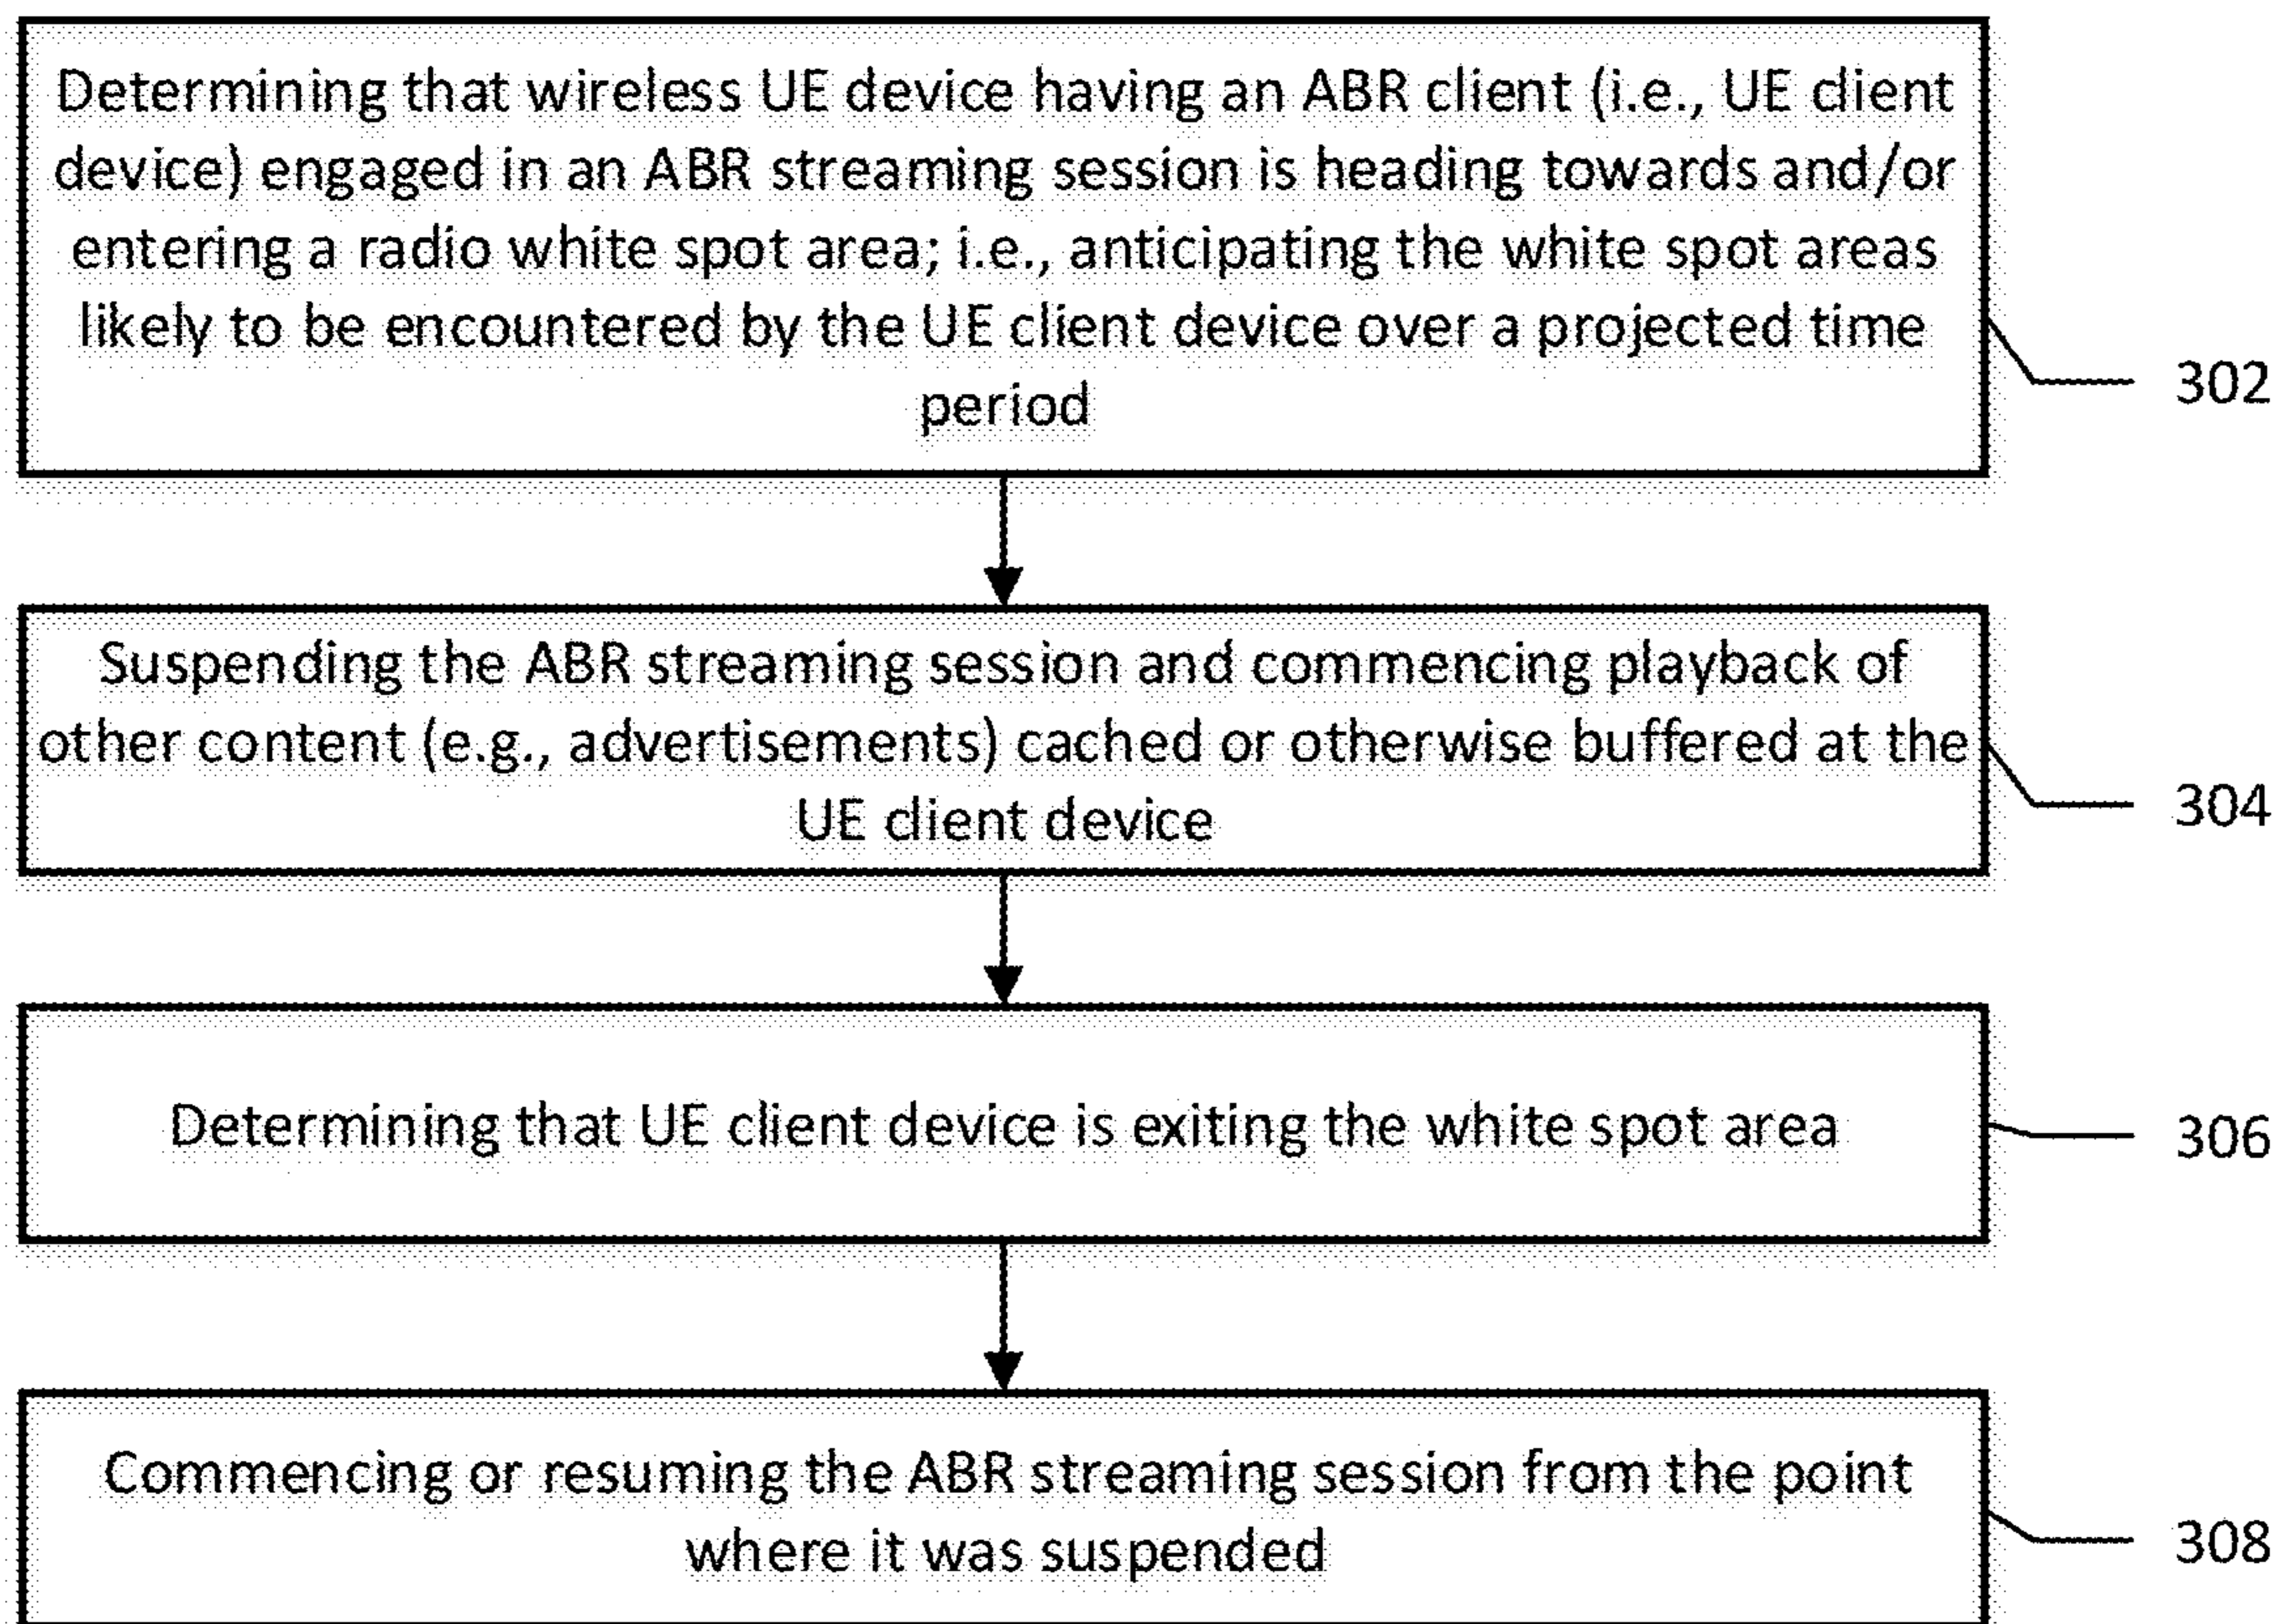 Determining that wireless UE device having an ABR client (i.e., UE client
device) engaged in an ABR streaming session is heading towards and/or
entering a radio white spot area; i.e., anticipating the white spot areas
likely to be encountered by the UE client device over a projected time
period
302
Suspending the ABR streaming session and commencing playback of
other content (e.g., advertisements) cached or otherwise buffered at the
UE client device
304
Determining that UE client device is exiting the white spot area
306
Commencing or resuming the ABR streaming session from the point
where it was suspended
308